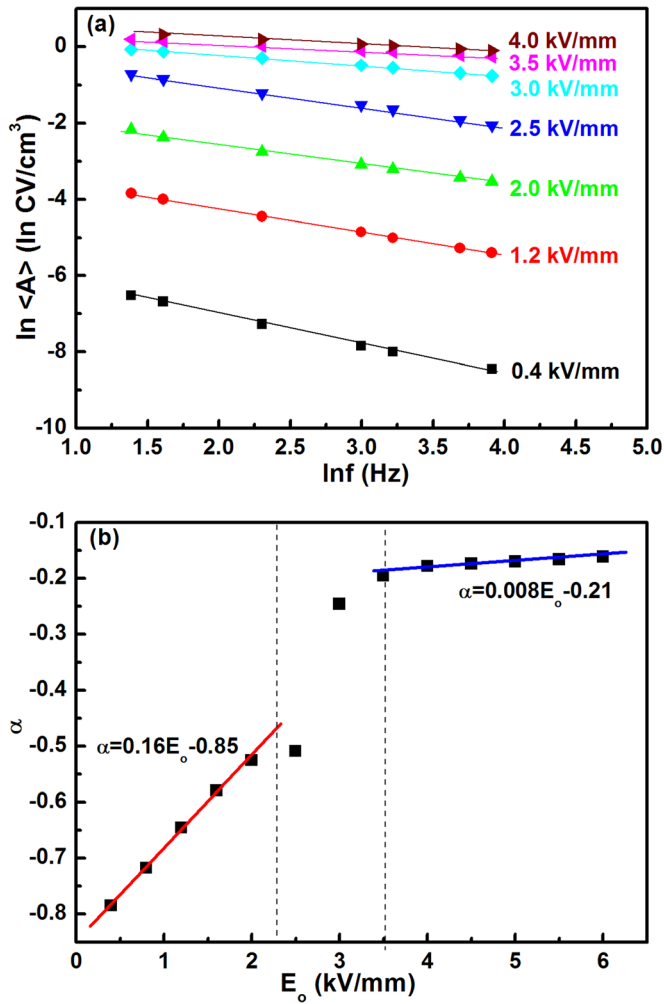 (a)
0
-2
-4
-6
-8
-10
ln <A> (ln CV/cm³)
4.0 kV/mm
3.5 kV/mm
3.0 kV/mm
2.5 kV/mm
2.0 kV/mm
1.2 kV/mm
0.4 kV/mm
1.0 1.5 2.0 2.5 3.0 3.5 4.0 4.5 5.0
lnf (Hz)
(b)
-0.1
-0.2
-0.3
-0.4
-0.5
-0.6
-0.7
-0.8
α
α=0.008Eₒ-0.21
α=0.16Eₒ-0.85
0 1 2 3 4 5 6
Eₒ (kV/mm)